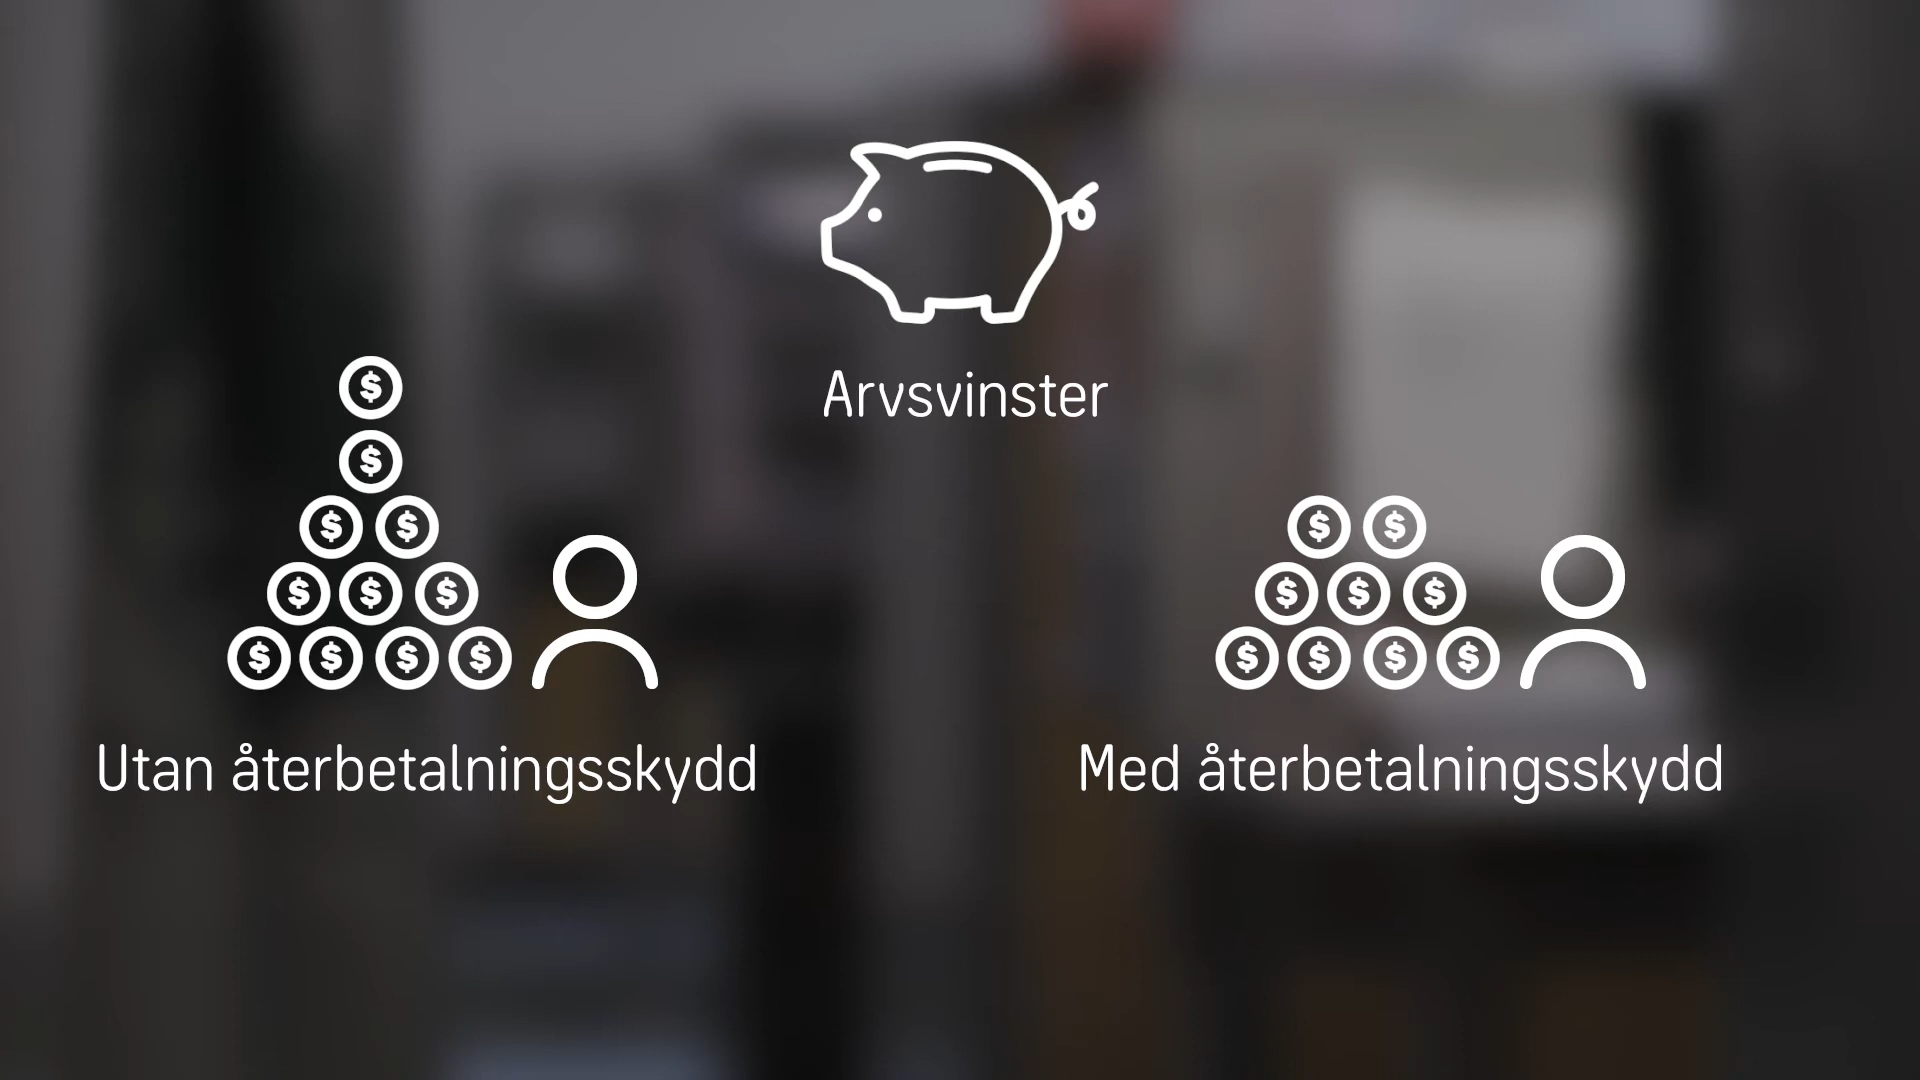 Arvsvinster
$
$
$ $
$ $ $
$ $ $ $
Utan återbetalningsskydd
$ $
$ $ $
$ $ $ $
Med återbetalningsskydd